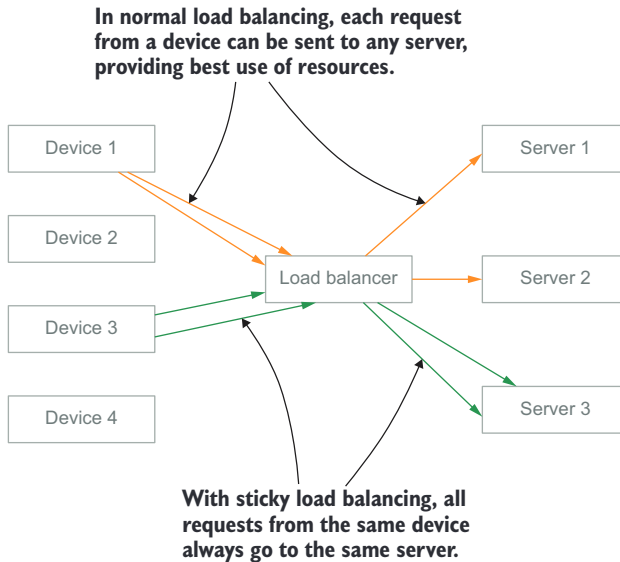 In normal load balancing, each request
from a device can be sent to any server,
providing best use of resources.
Device 1
Server 1
Device 2
Load balancer
Server 2
Device 3
Device 4
Server 3
With sticky load balancing, all
requests from the same device
always go to the same server.